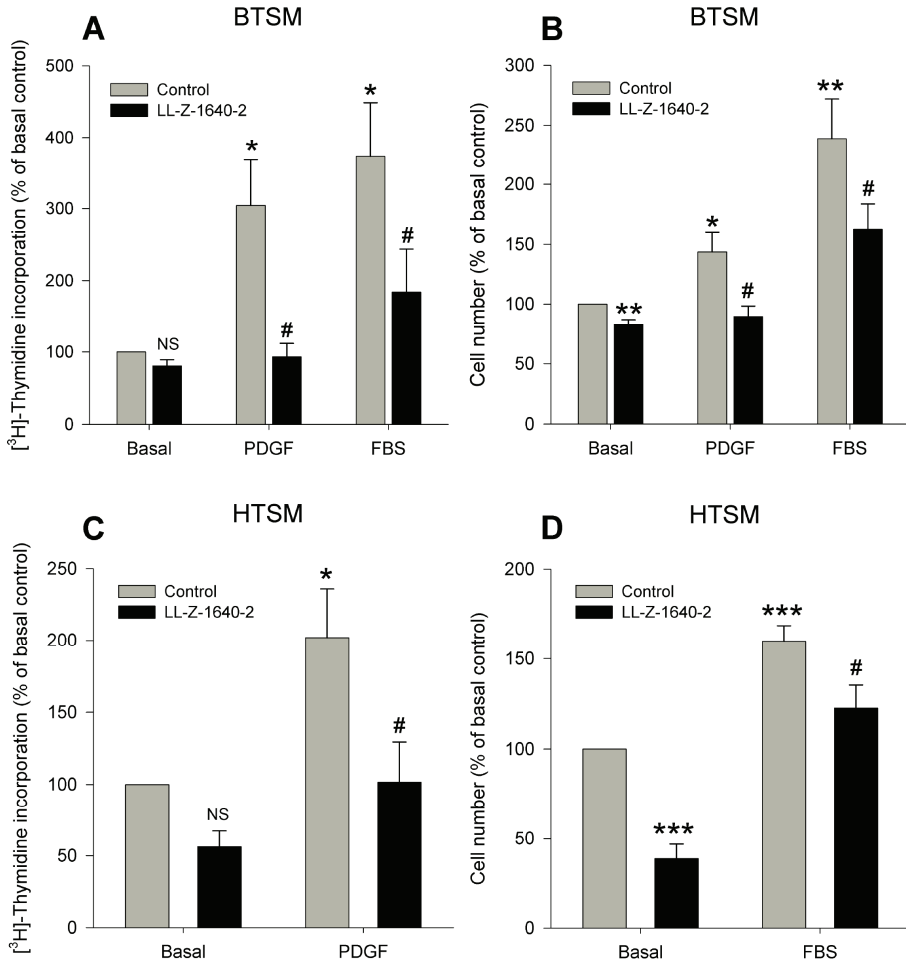 A
BTSM
[³H]-Thymidine incorporation (% of basal control)
500
400
300
200
100
0
Control
LL-Z-1640-2
NS
*
#
*
#
Basal PDGF FBS
B
BTSM
Cell number (% of basal control)
300
250
200
150
100
50
0
Control
LL-Z-1640-2
**
*
#
**
#
Basal PDGF FBS
C
HTSM
[³H]-Thymidine incorporation (% of basal control)
250
200
150
100
50
0
Control
LL-Z-1640-2
NS
*
#
Basal PDGF
D
HTSM
Cell number (% of basal control)
200
150
100
50
0
Control
LL-Z-1640-2
***
***
#
Basal FBS